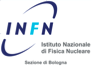 INFN
Istituto Nazionale
di Fisica Nucleare
Sezione di Bologna